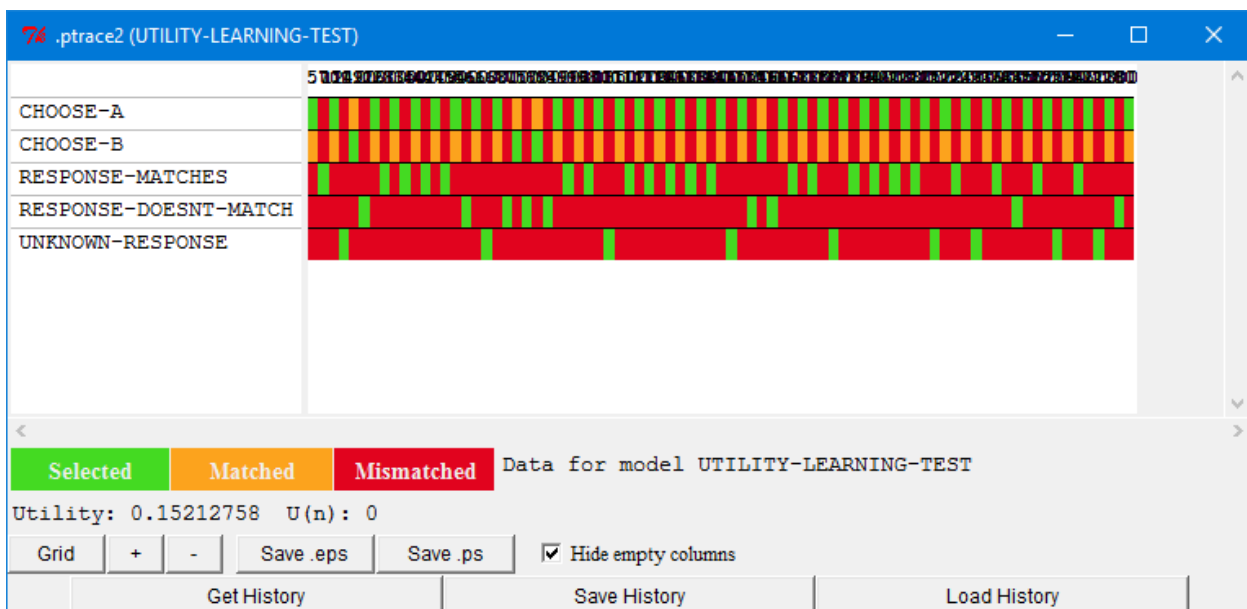 .ptrace2 (UTILITY-LEARNING-TEST)
CHOOSE-A
CHOOSE-B
RESPONSE-MATCHES
RESPONSE-DOESNT-MATCH
UNKNOWN-RESPONSE
Selected Matched Mismatched Data for model UTILITY-LEARNING-TEST
Utility: 0.15212758 U(n): 0
Grid + - Save .eps Save .ps Hide empty columns
Get History Save History Load History